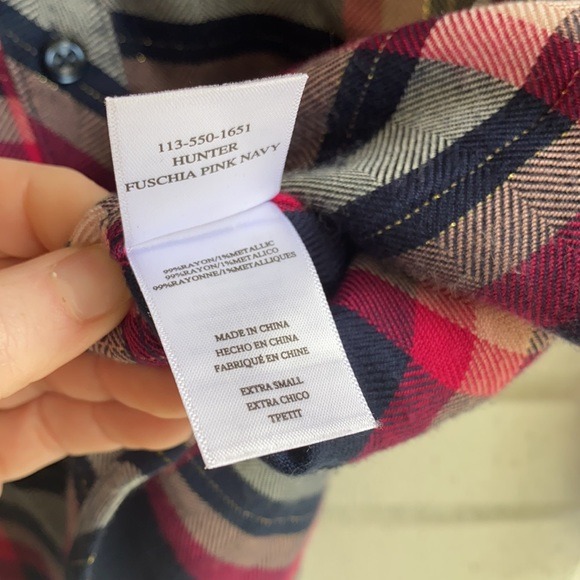 113-550-1651
HUNTER
FUSCHIA PINK NAVY
99%RAYON/1%METALLIC
99%RAYON/1%METALICO
99%RAYONNE/1%METALLIQUES
MADE IN CHINA
HECHO EN CHINA
FABRIQUÉ EN CHINE
EXTRA SMALL
EXTRA CHICO
TPETIT